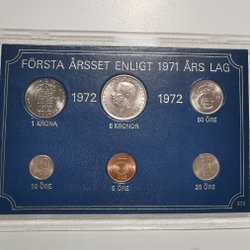 FÖRSTA ÅRSSET ENLIGT 1971 ÅRS LAG
1972 1972
1 KRONA 5 KRONOR 50 ÖRE
10 ÖRE 5 ÖRE 25 ÖRE